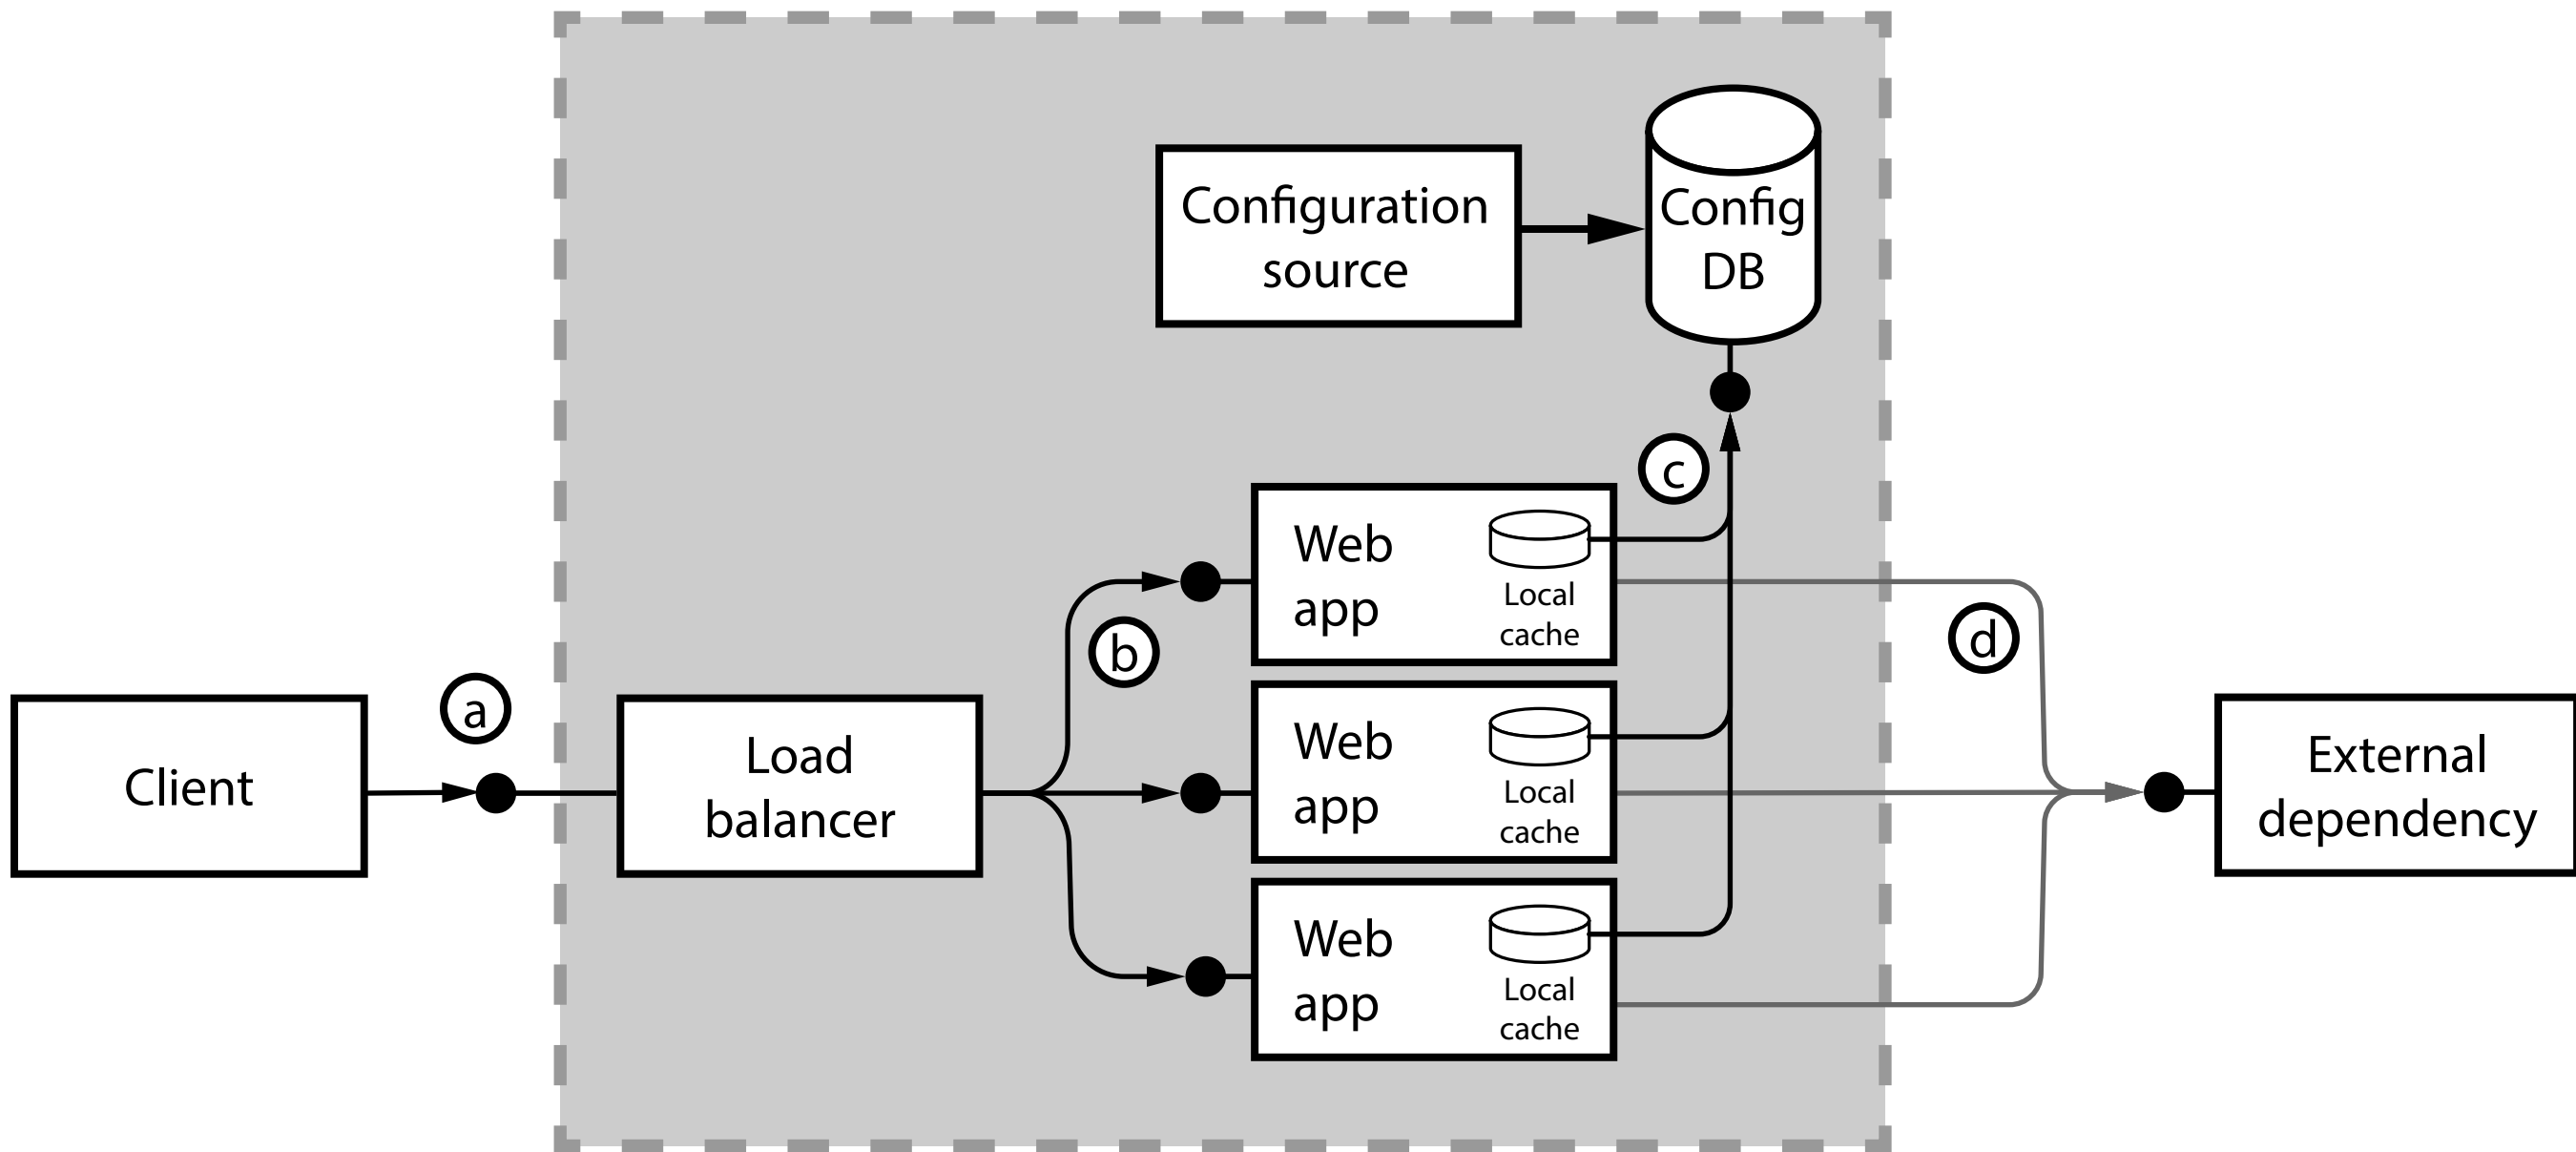 Configuration
source
Config
DB
c
Web
app
Local
cache
b
d
a
Client
Load
balancer
Web
app
Local
cache
External
dependency
Web
app
Local
cache